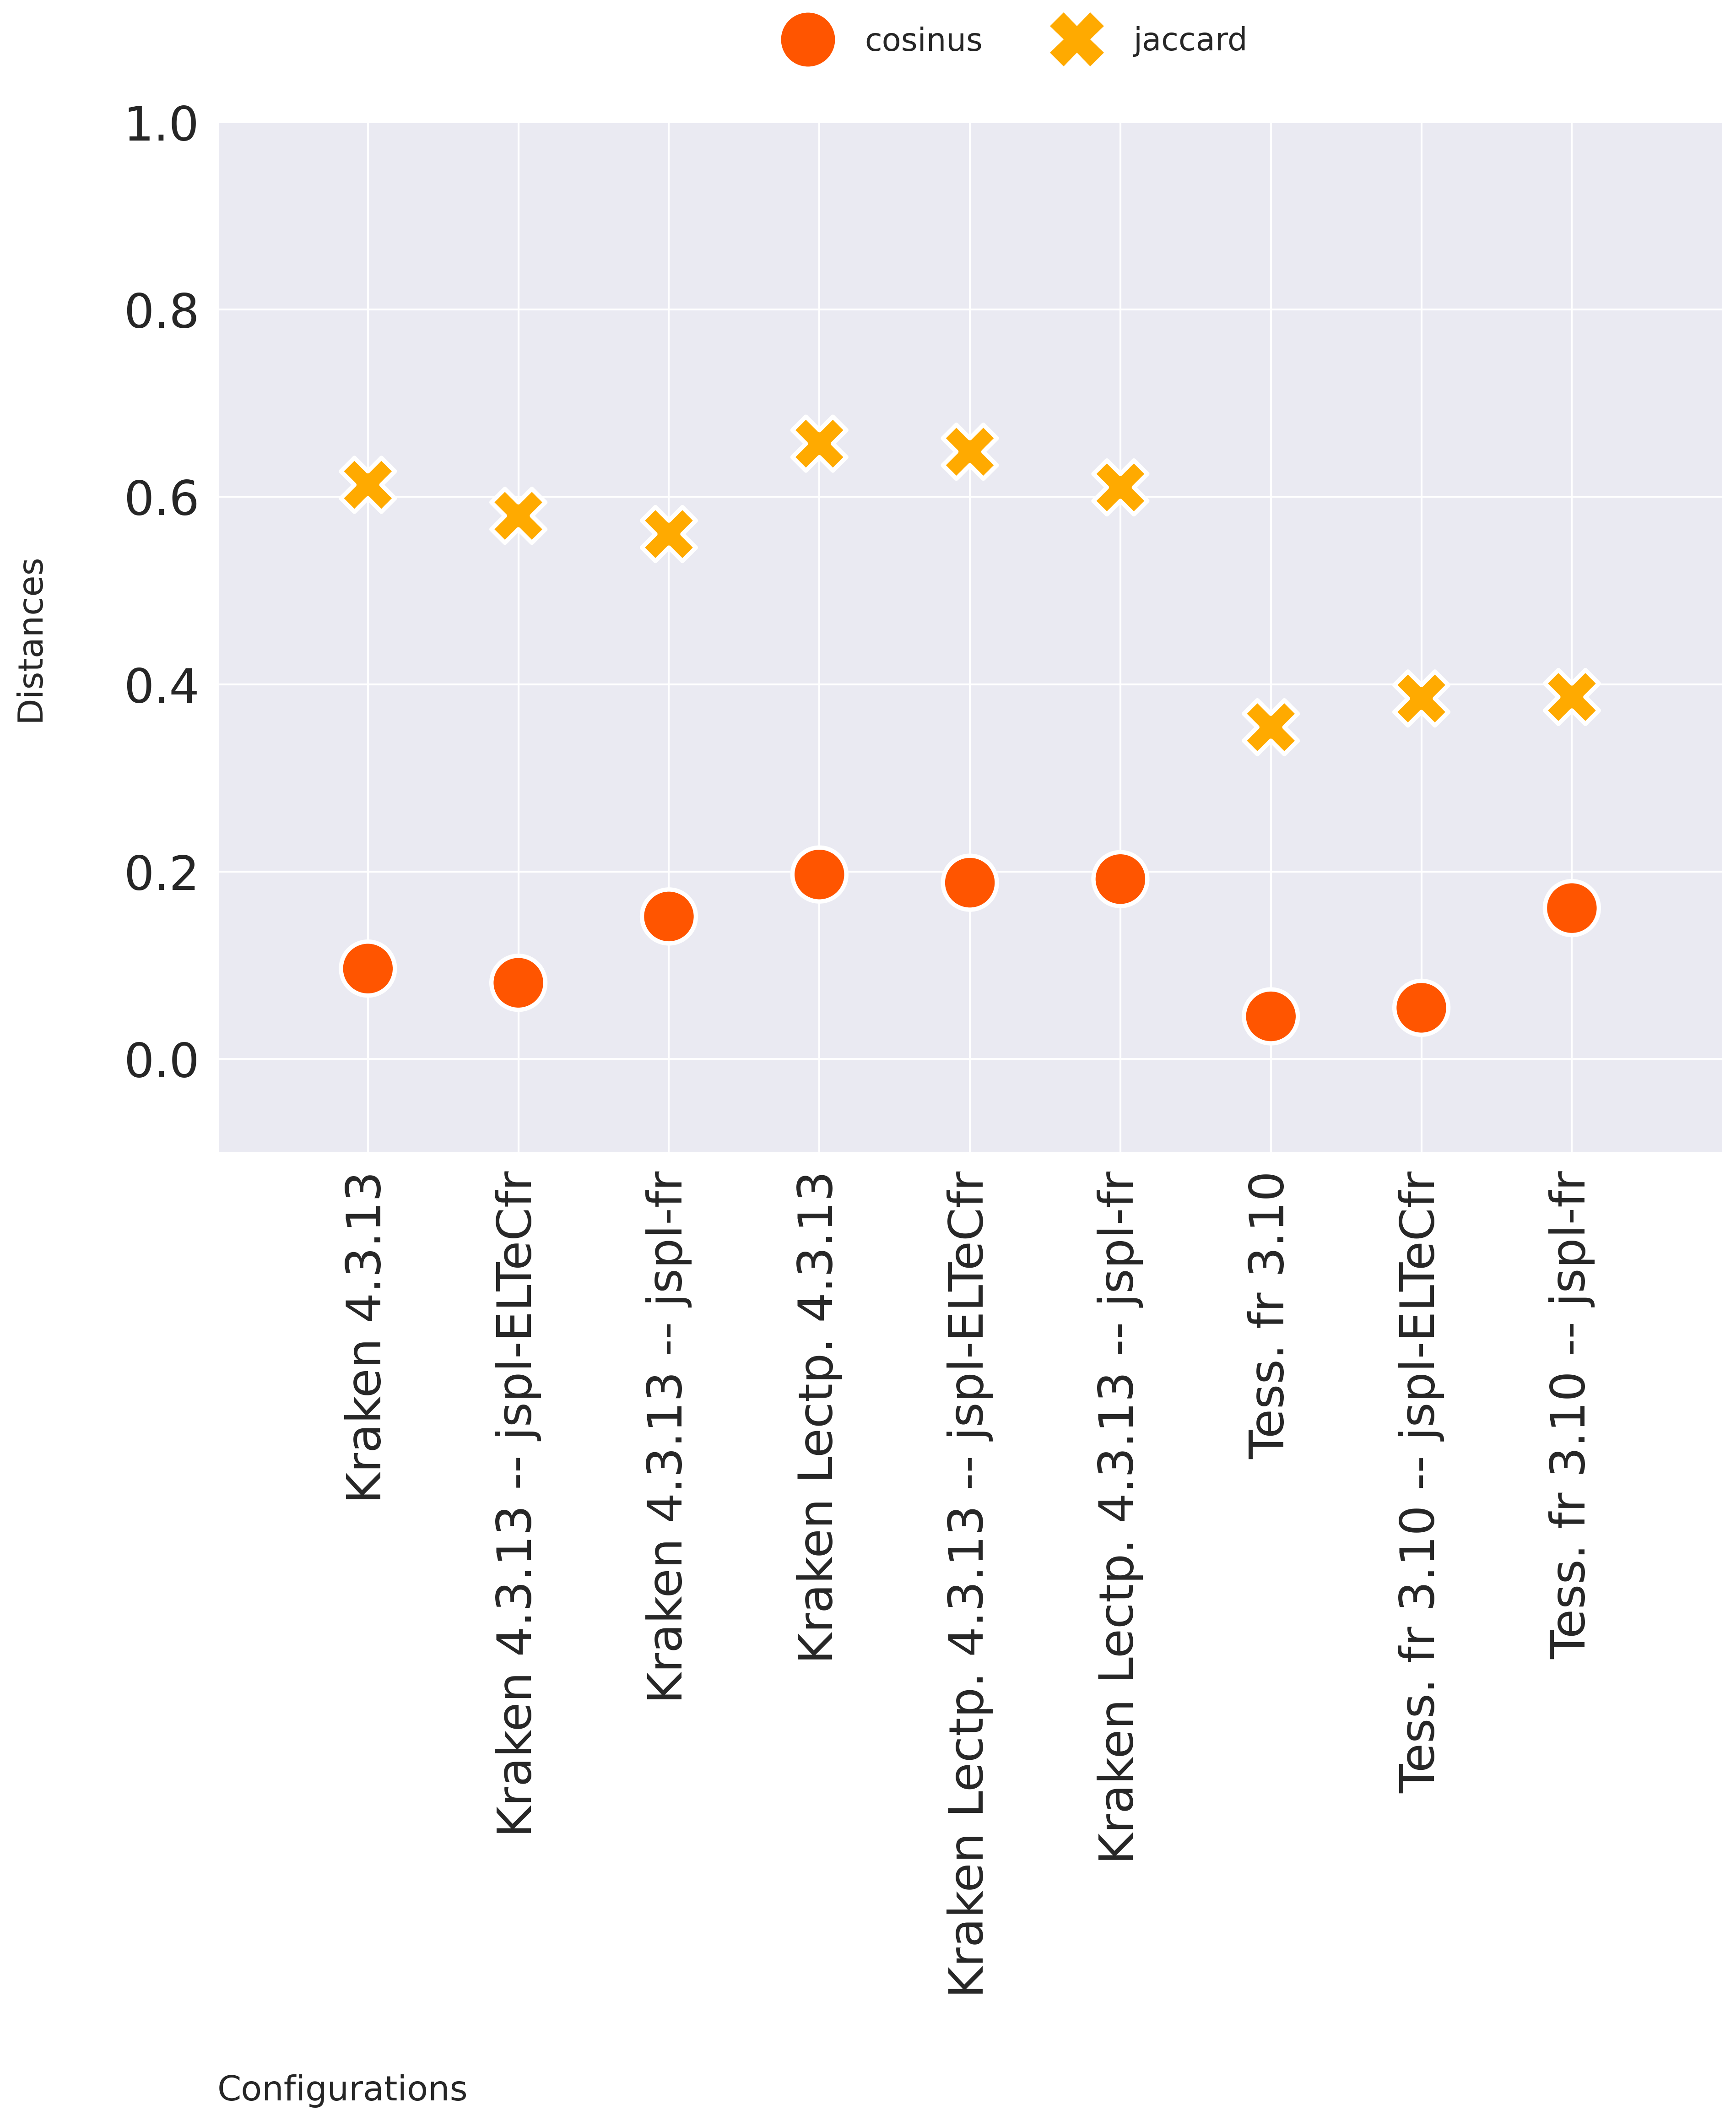 cosinus jaccard
1.0
0.8
0.6
0.4
0.2
0.0
Distances
Kraken 4.3.13
Kraken 4.3.13 -- jspl-ELTeCfr
Kraken 4.3.13 -- jspl-fr
Kraken Lectp. 4.3.13
Kraken Lectp. 4.3.13 -- jspl-ELTeCfr
Kraken Lectp. 4.3.13 -- jspl-fr
Tess. fr 3.10
Tess. fr 3.10 -- jspl-ELTeCfr
Tess. fr 3.10 -- jspl-fr
Configurations